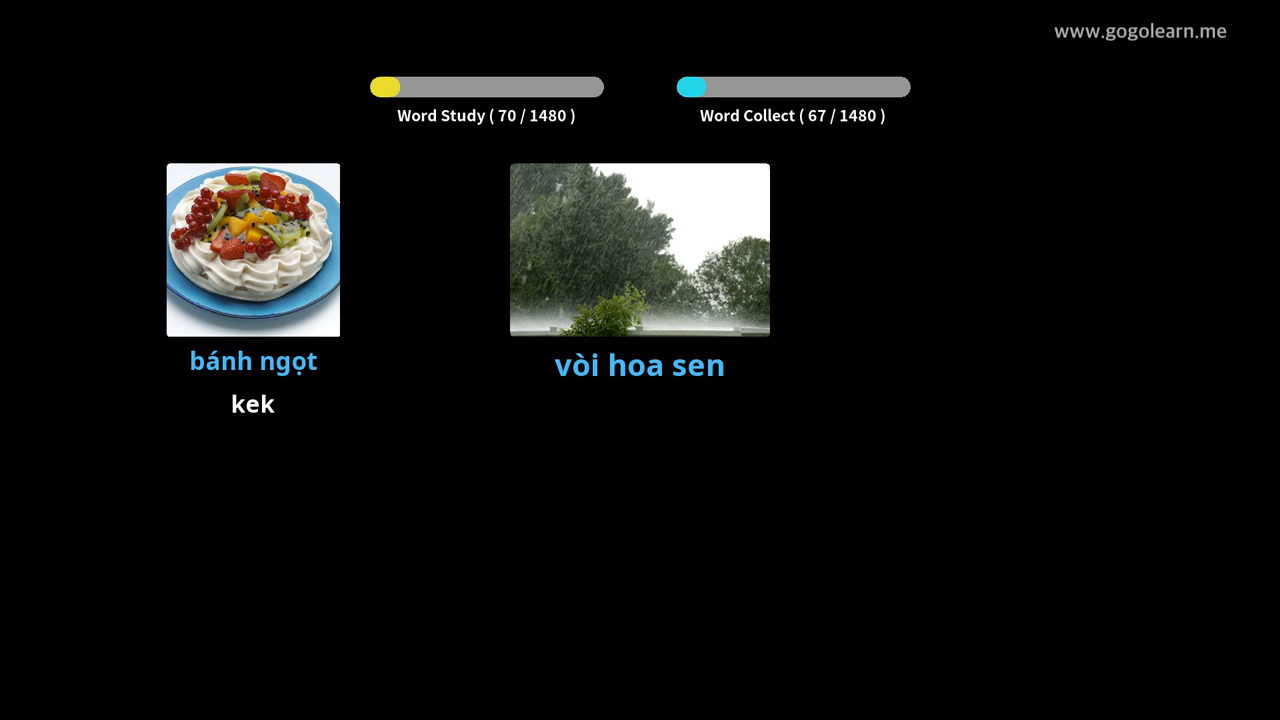 www.gogolearn.me
Word Study ( 70 / 1480 )
Word Collect ( 67 / 1480 )
bánh ngọt
kek
vòi hoa sen